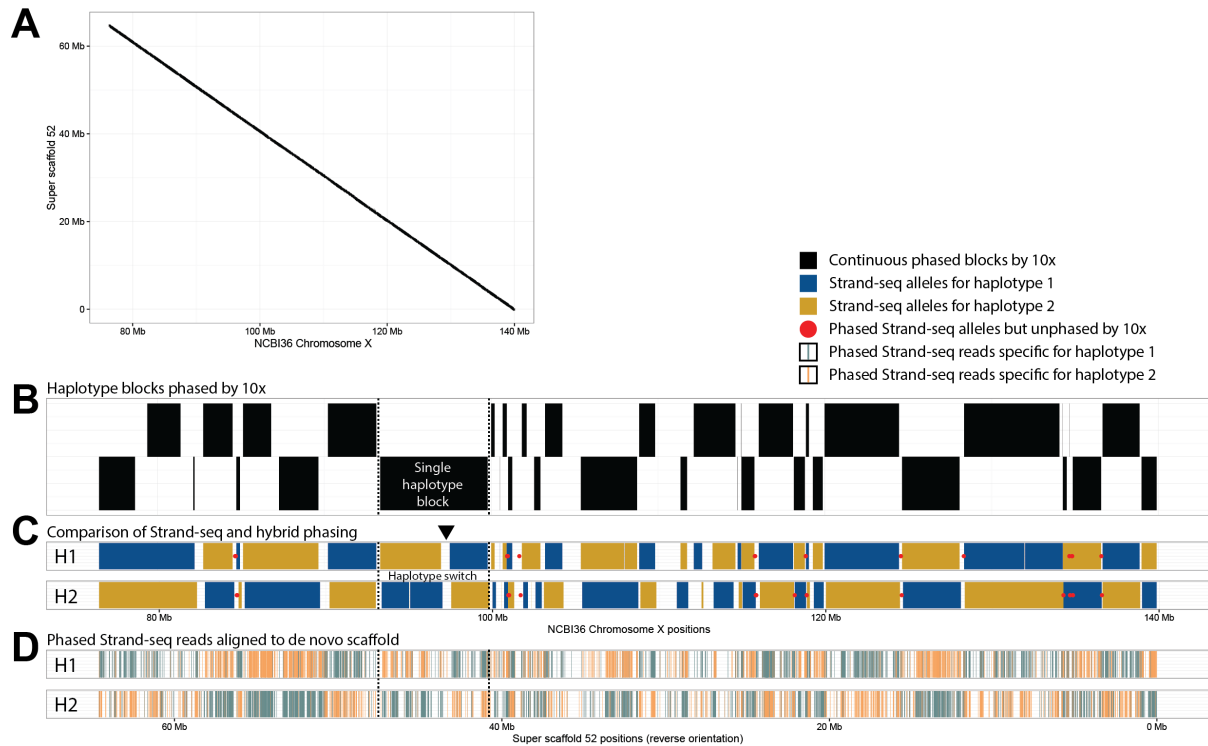 A
60 Mb
40 Mb
20 Mb
0
Super scaffold 52
80 Mb
100 Mb
120 Mb
140 Mb
NCBI36 Chromosome X
Continuous phased blocks by 10x
Strand-seq alleles for haplotype 1
Strand-seq alleles for haplotype 2
Phased Strand-seq alleles but unphased by 10x
Phased Strand-seq reads specific for haplotype 1
Phased Strand-seq reads specific for haplotype 2
B
Haplotype blocks phased by 10x
Single
haplotype
block
C
Comparison of Strand-seq and hybrid phasing
H1
Haplotype switch
H2
80 Mb
100 Mb
120 Mb
140 Mb
NCBI36 Chromosome X positions
D
Phased Strand-seq reads aligned to de novo scaffold
H1
H2
60 Mb
40 Mb
20 Mb
0 Mb
Super scaffold 52 positions (reverse orientation)